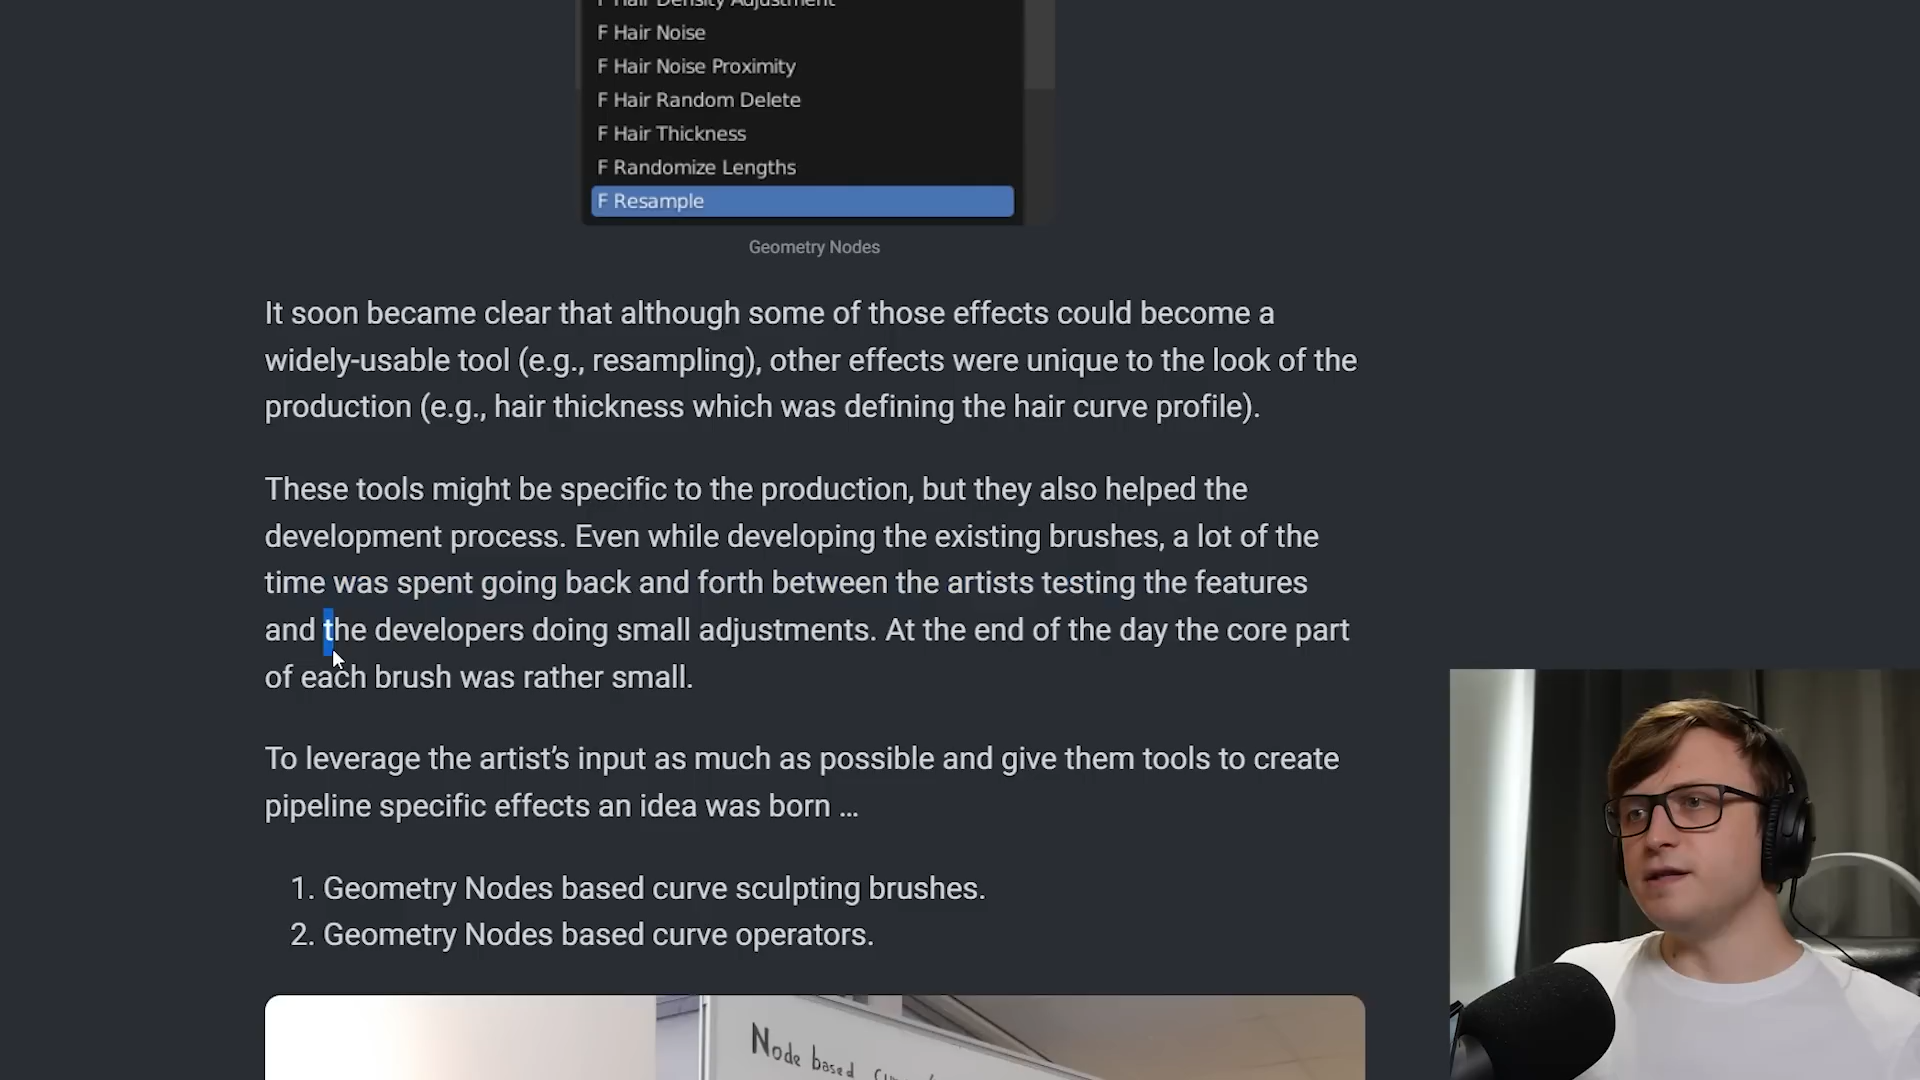 F Hair Density Adjustment
F Hair Noise
F Hair Noise Proximity
F Hair Random Delete
F Hair Thickness
F Randomize Lengths
F Resample
Geometry Nodes
It soon became clear that although some of those effects could become a
widely-usable tool (e.g., resampling), other effects were unique to the look of the
production (e.g., hair thickness which was defining the hair curve profile).
These tools might be specific to the production, but they also helped the
development process. Even while developing the existing brushes, a lot of the
time was spent going back and forth between the artists testing the features
and the developers doing small adjustments. At the end of the day the core part
of each brush was rather small.
To leverage the artist’s input as much as possible and give them tools to create
pipeline specific effects an idea was born ...
1. Geometry Nodes based curve sculpting brushes.
2. Geometry Nodes based curve operators.
Node based